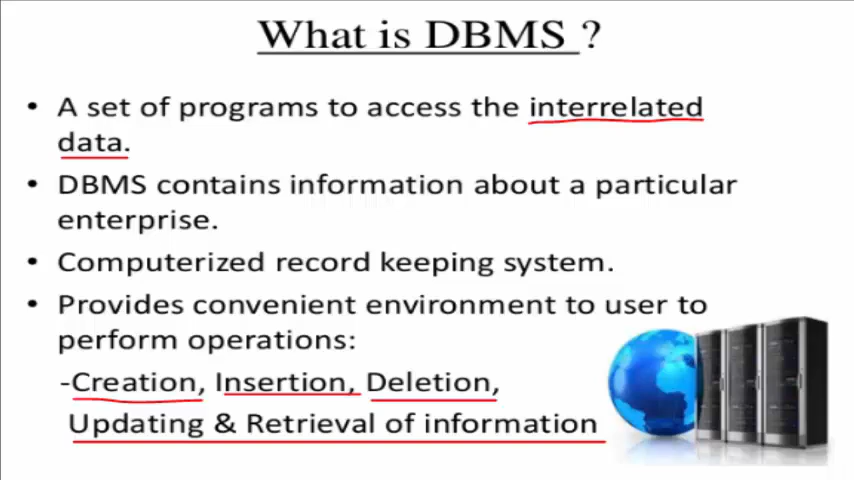 What is DBMS ?
• A set of programs to access the interrelated
data.
• DBMS contains information about a particular
enterprise.
• Computerized record keeping system.
• Provides convenient environment to user to
perform operations:
-Creation, Insertion, Deletion,
Updating & Retrieval of information